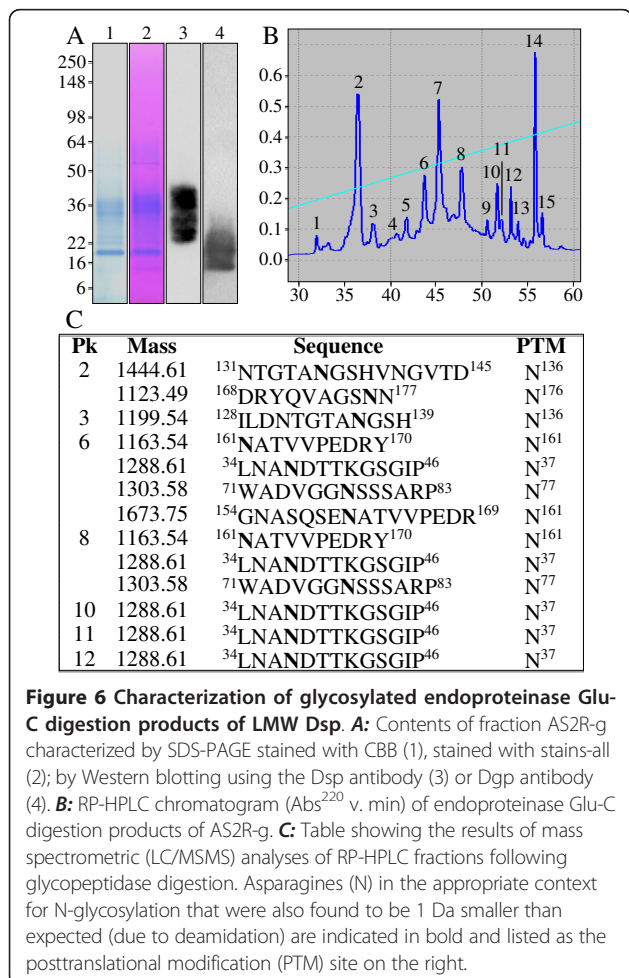 A 1 2 3 4
250
148
98
64
50
36
22
16
6
B
14
2
7
11
6
8
10
12
1
3
4
5
9
13
15
0.6
0.5
0.4
0.3
0.2
0.1
0.0
30 35 40 45 50 55 60
C
Pk Mass Sequence PTM
2 1444.61 ¹³¹NTGTANGSHVNGVTD¹⁴⁵ N¹³⁶
1123.49 ¹⁶⁸DRYQVAGSNN¹⁷⁷ N¹⁷⁶
3 1199.54 ¹²⁸ILDNTGTANGSH¹³⁹ N¹³⁶
6 1163.54 ¹⁶¹NATVVPEDRY¹⁷⁰ N¹⁶¹
1288.61 ³⁴LNANDTTKGSGIP⁴⁶ N³⁷
1303.58 ⁷¹WADVGGNSSSARP⁸³ N⁷⁷
1673.75 ¹⁵⁴GNASQSENATVVPEDR¹⁶⁹ N¹⁶¹
8 1163.54 ¹⁶¹NATVVPEDRY¹⁷⁰ N¹⁶¹
1288.61 ³⁴LNANDTTKGSGIP⁴⁶ N³⁷
1303.58 ⁷¹WADVGGNSSSARP⁸³ N⁷⁷
10 1288.61 ³⁴LNANDTTKGSGIP⁴⁶ N³⁷
11 1288.61 ³⁴LNANDTTKGSGIP⁴⁶ N³⁷
12 1288.61 ³⁴LNANDTTKGSGIP⁴⁶ N³⁷
Figure 6 Characterization of glycosylated endoproteinase Glu-
C digestion products of LMW Dsp. A: Contents of fraction AS2R-g
characterized by SDS-PAGE stained with CBB (1), stained with stains-all
(2); by Western blotting using the Dsp antibody (3) or Dgp antibody
(4). B: RP-HPLC chromatogram (Abs²²⁰ v. min) of endoproteinase Glu-C
digestion products of AS2R-g. C: Table showing the results of mass
spectrometric (LC/MSMS) analyses of RP-HPLC fractions following
glycopeptidase digestion. Asparagines (N) in the appropriate context
for N-glycosylation that were also found to be 1 Da smaller than
expected (due to deamidation) are indicated in bold and listed as the
posttranslational modification (PTM) site on the right.